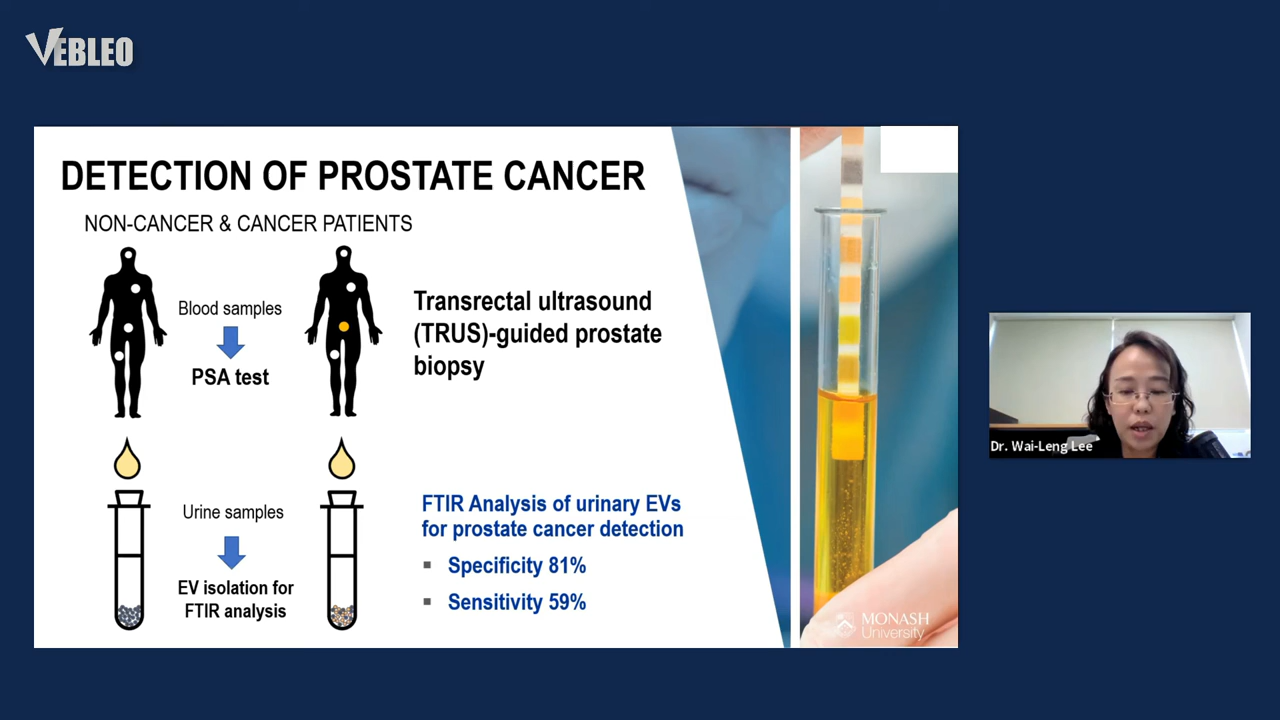 VEBLEO
DETECTION OF PROSTATE CANCER
NON-CANCER & CANCER PATIENTS
Blood samples
PSA test
Transrectal ultrasound
(TRUS)-guided prostate
biopsy
Urine samples
EV isolation for
FTIR analysis
FTIR Analysis of urinary EVs
for prostate cancer detection
▪ Specificity 81%
▪ Sensitivity 59%
MONASH
University
Dr. Wai-Leng Lee